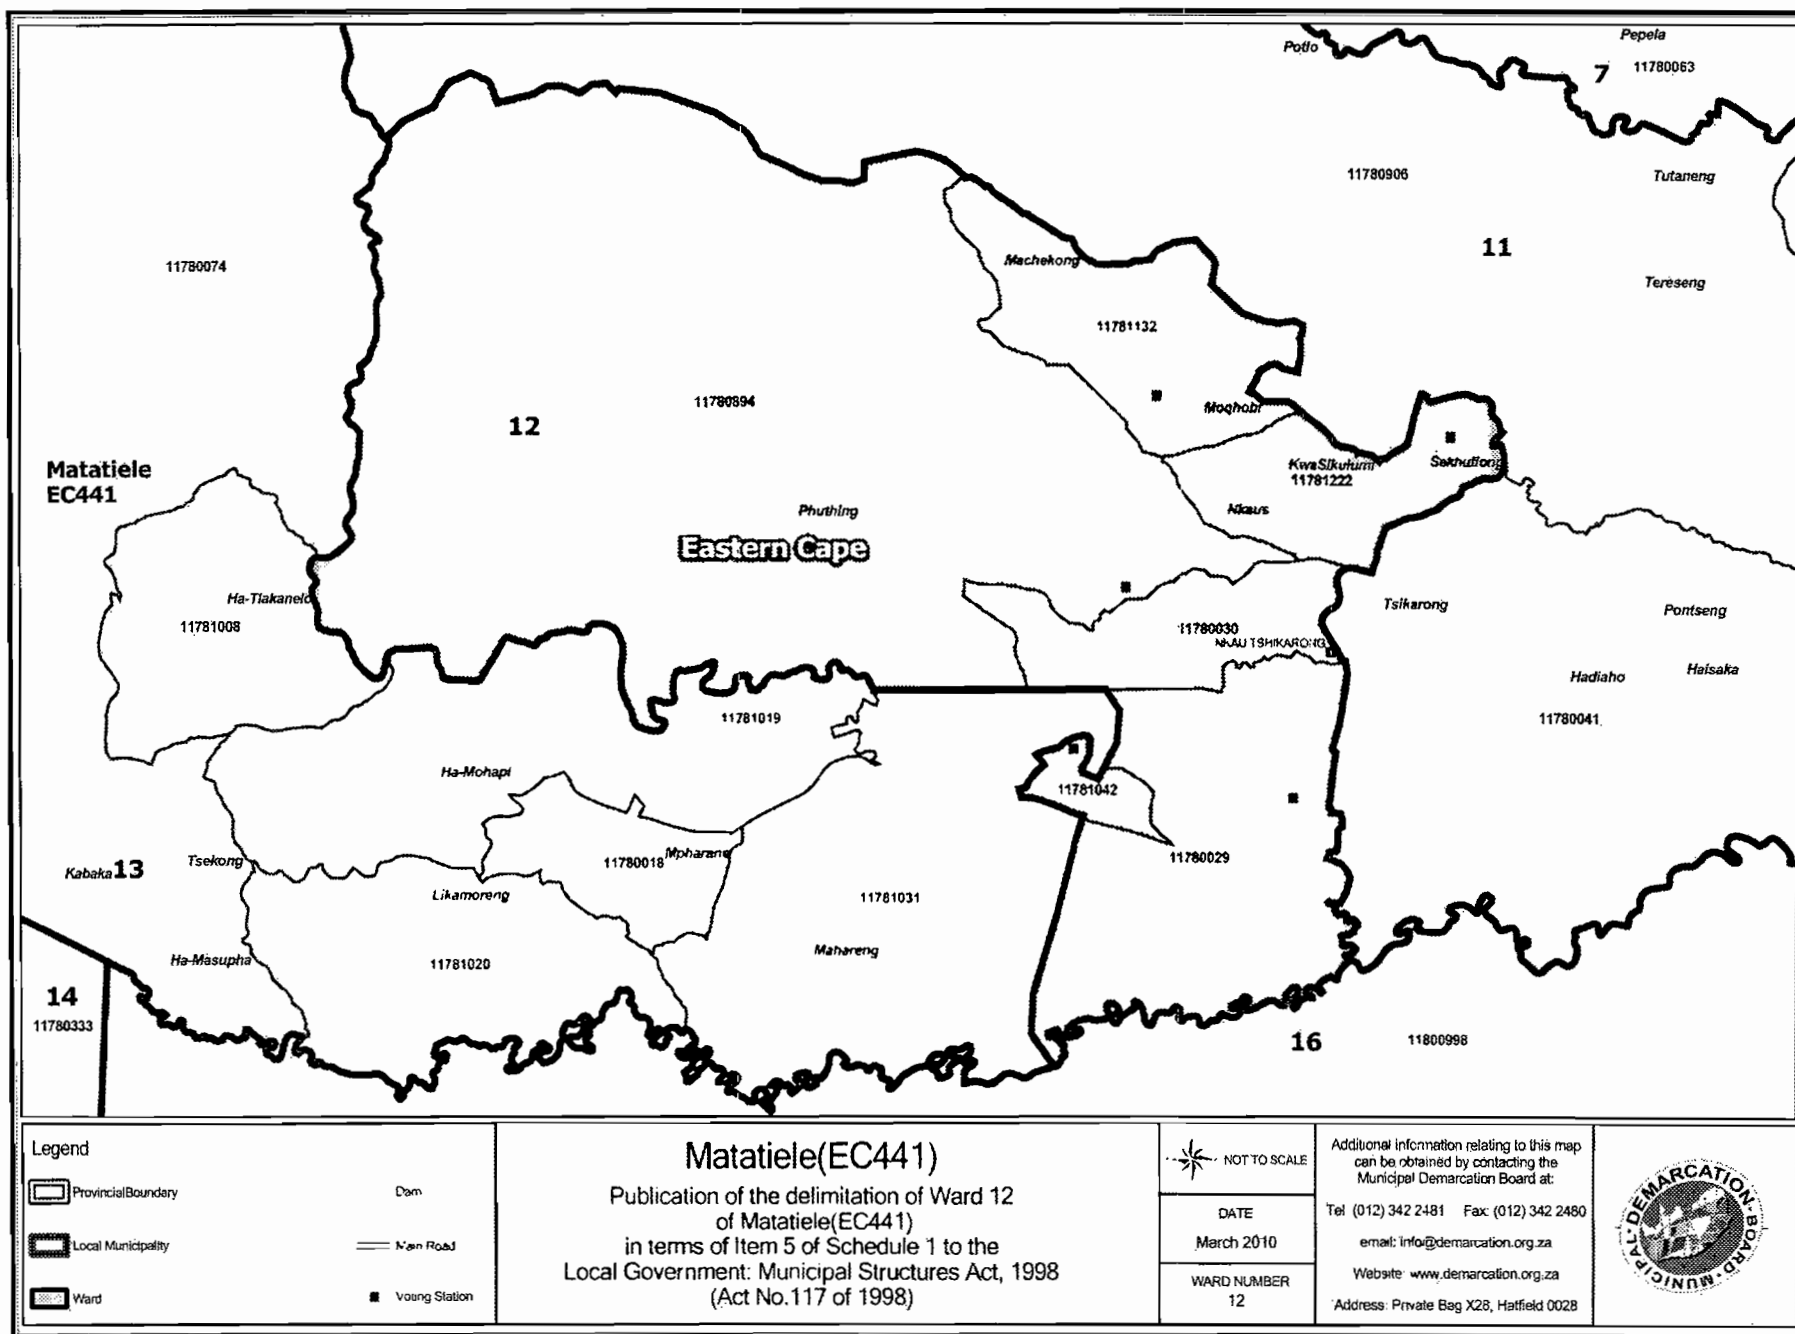 Potlo
Pepela
7 11780063
11780906
Tutaneng
11780074
11
Machekong
Tereseng
11781132
11780894
12
Moqhobi
Matatiele
EC441
KwaSikulumi
11781222
Phuthing
Nkaus
Eastern Cape
Ha-Tlakanelo
11781008
Tsikarong
Pontseng
11780030
NKAU TSHIKARONG
Hadiaho
Haisaka
11781019
11780041
Ha-Mohapi
11781042
Kabaka 13
Tsekong
11780018
Mpharane
11780029
Likamoreng
11781031
Mahareng
Ha-Masupha
11781020
14
11780333
16
11800998
Legend
Provincial Boundary
Dam
Local Municipality
Main Road
Ward
Voting Station
Matatiele(EC441)
Publication of the delimitation of Ward 12
of Matatiele(EC441)
in terms of Item 5 of Schedule 1 to the
Local Government: Municipal Structures Act, 1998
(Act No.117 of 1998)
NOT TO SCALE
DATE
March 2010
WARD NUMBER
12
Additional information relating to this map
can be obtained by contacting the
Municipal Demarcation Board at:
Tel (012) 342 2481 Fax: (012) 342 2480
email: info@demarcation.org.za
Website www.demarcation.org.za
Address: Private Bag X28, Hatfield 0028
MUNICIPAL DEMARCATION BOARD